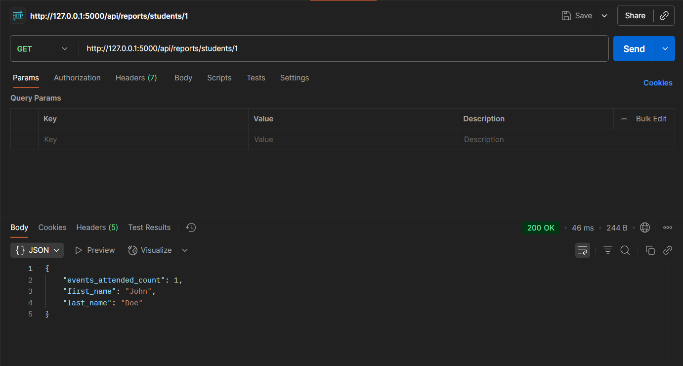 http://127.0.0.1:5000/api/reports/students/1
Save
Share
GET
http://127.0.0.1:5000/api/reports/students/1
Send
Params Authorization Headers (7) Body Scripts Tests Settings
Cookies
Query Params
Key Value Description Bulk Edit
Key Value Description
Body Cookies Headers (5) Test Results
200 OK • 46 ms • 244 B
{} JSON Preview Visualize
1 {
2 "events_attended_count": 1,
3 "first_name": "John",
4 "last_name": "Doe"
5 }